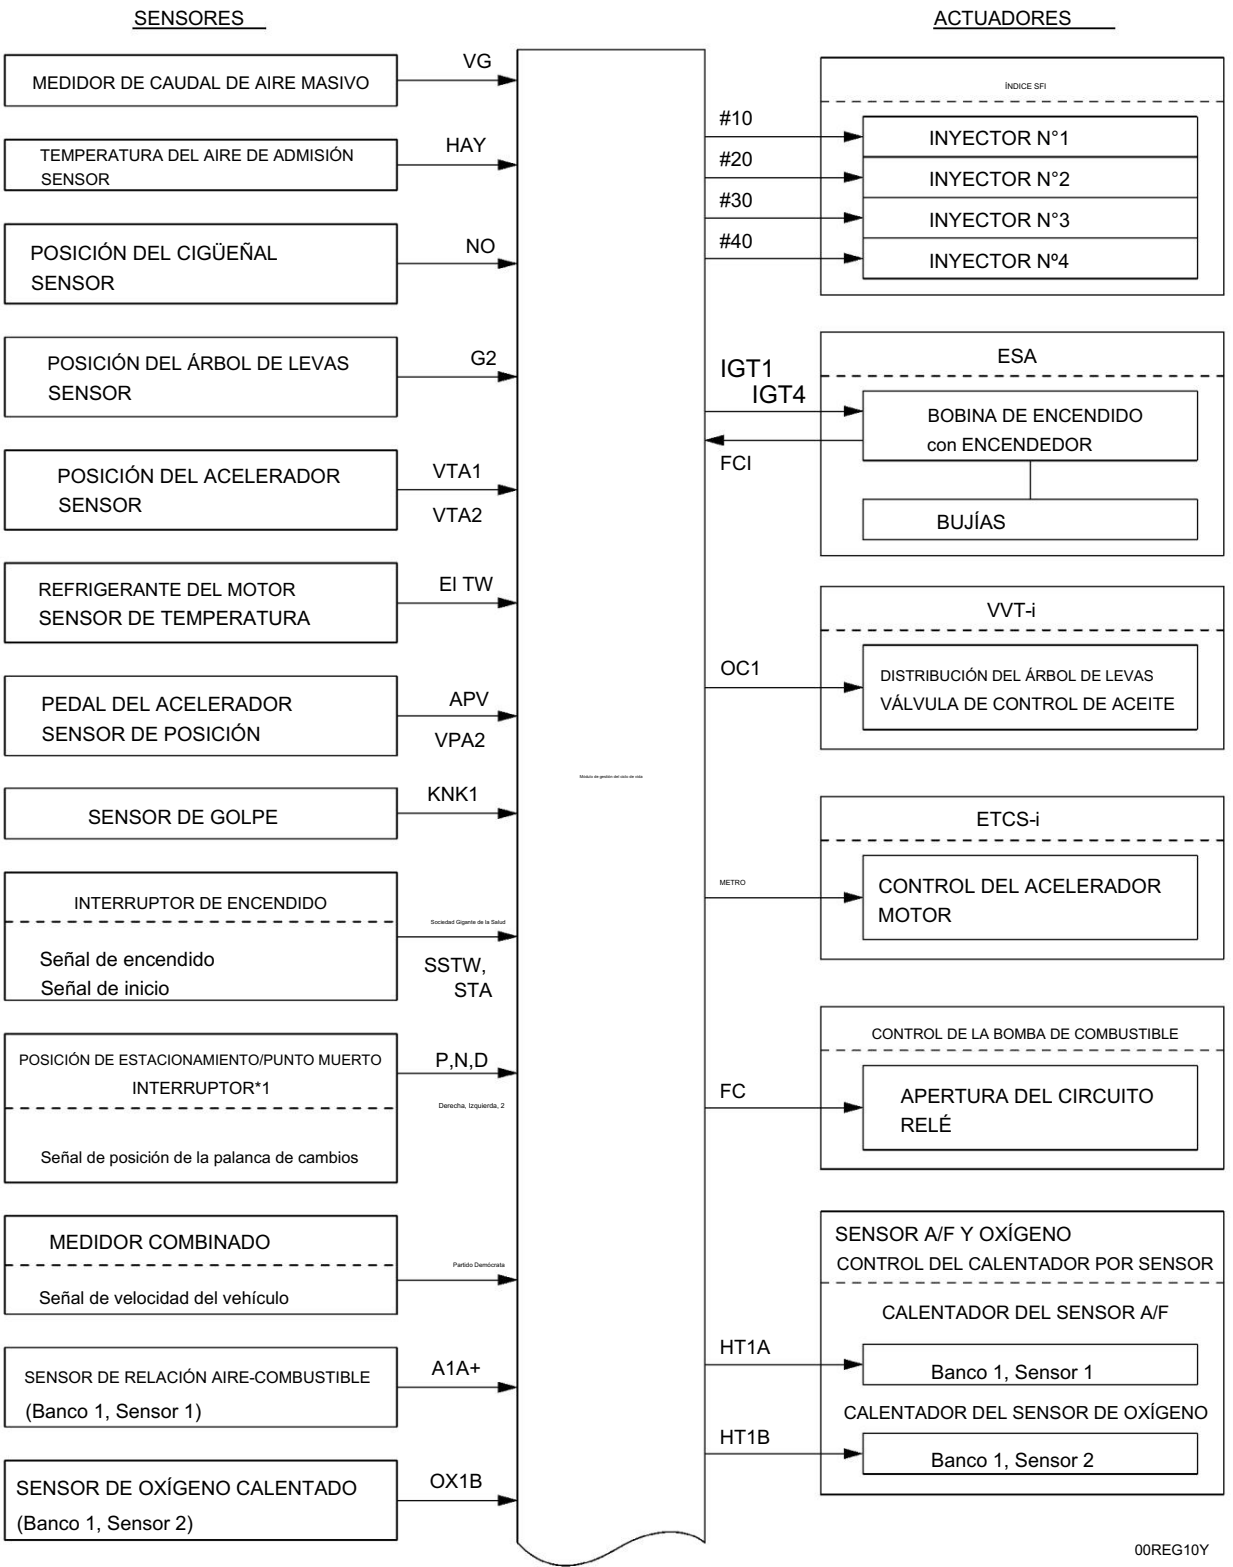 SENSORES
ACTUADORES
MEDIDOR DE CAUDAL DE AIRE MASIVO
VG
TEMPERATURA DEL AIRE DE ADMISIÓN
SENSOR
HAY
POSICIÓN DEL CIGÜEÑAL
SENSOR
NO
POSICIÓN DEL ÁRBOL DE LEVAS
SENSOR
G2
POSICIÓN DEL ACELERADOR
SENSOR
VTA1
VTA2
REFRIGERANTE DEL MOTOR
SENSOR DE TEMPERATURA
El TW
PEDAL DEL ACELERADOR
SENSOR DE POSICIÓN
APV
VPA2
SENSOR DE GOLPE
KNK1
INTERRUPTOR DE ENCENDIDO
Señal de encendido
Señal de inicio
Sociedad Gigante de la Salud
SSTW,
STA
POSICIÓN DE ESTACIONAMIENTO/PUNTO MUERTO
INTERRUPTOR*1
Señal de posición de la palanca de cambios
P,N,D
Derecha, Izquierda, 2
MEDIDOR COMBINADO
Señal de velocidad del vehículo
Partido Demócrata
SENSOR DE RELACIÓN AIRE-COMBUSTIBLE
(Banco 1, Sensor 1)
A1A+
SENSOR DE OXÍGENO CALENTADO
(Banco 1, Sensor 2)
OX1B
Módulo de gestión del ciclo de vida
ÍNDICE SFI
#10
INYECTOR N°1
#20
INYECTOR N°2
#30
INYECTOR N°3
#40
INYECTOR Nº4
ESA
IGT1
IGT4
BOBINA DE ENCENDIDO
con ENCENDEDOR
FCI
BUJÍAS
VVT-i
OC1
DISTRIBUCIÓN DEL ÁRBOL DE LEVAS
VÁLVULA DE CONTROL DE ACEITE
ETCS-i
METRO
CONTROL DEL ACELERADOR
MOTOR
CONTROL DE LA BOMBA DE COMBUSTIBLE
FC
APERTURA DEL CIRCUITO
RELÉ
SENSOR A/F Y OXÍGENO
CONTROL DEL CALENTADOR POR SENSOR
CALENTADOR DEL SENSOR A/F
HT1A
Banco 1, Sensor 1
CALENTADOR DEL SENSOR DE OXÍGENO
HT1B
Banco 1, Sensor 2
00REG10Y